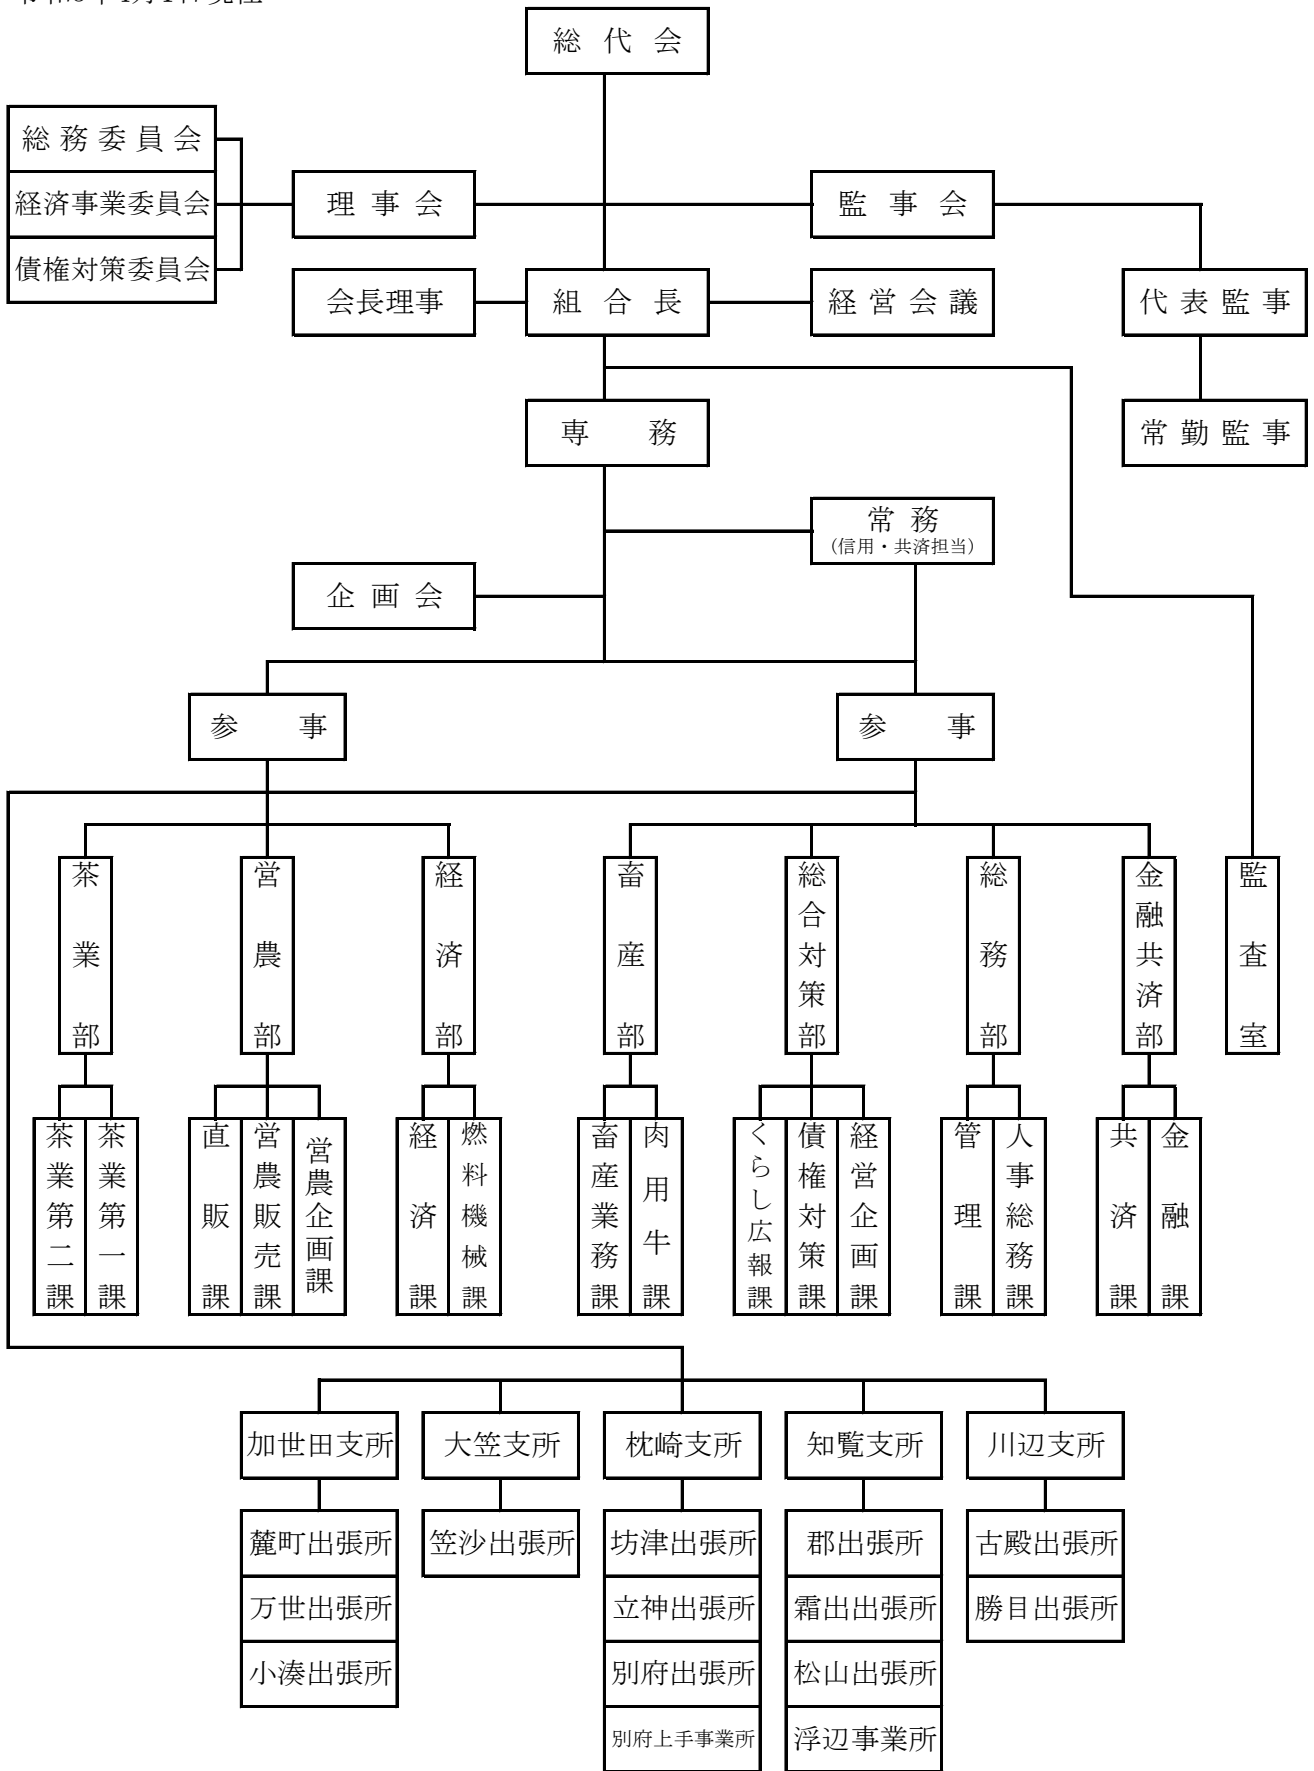 総代会
総務委員会
経済事業委員会
債権対策委員会
理事会
監事会
会長理事
組合長
経営会議
代表監事
専務
常勤監事
常務
(信用・共済担当)
企画会
参事
参事
茶業部
営農部
経済部
畜産部
総合対策部
総務部
金融共済部
監査室
茶業第二課
茶業第一課
直販課
営農販売課
営農企画課
経済課
燃料機械課
畜産業務課
肉用牛課
くらし広報課
債権対策課
経営企画課
管理課
人事総務課
共済課
金融課
加世田支所
大笠支所
枕崎支所
知覧支所
川辺支所
麓町出張所
笠沙出張所
坊津出張所
郡出張所
古殿出張所
万世出張所
立神出張所
霜出出張所
勝目出張所
小湊出張所
別府出張所
松山出張所
別府上手事業所
浮辺事業所